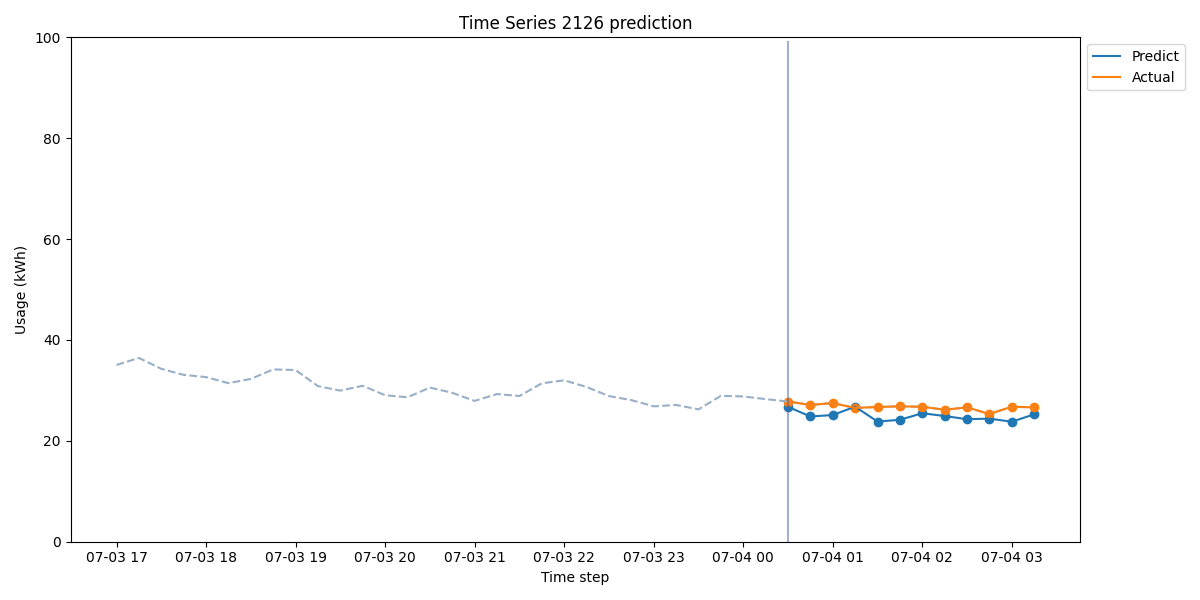 Time Series 2126 prediction
Predict
Actual
Usage (kWh)
100
80
60
40
20
0
07-03 17 07-03 18 07-03 19 07-03 20 07-03 21 07-03 22 07-03 23 07-04 00 07-04 01 07-04 02 07-04 03
Time step